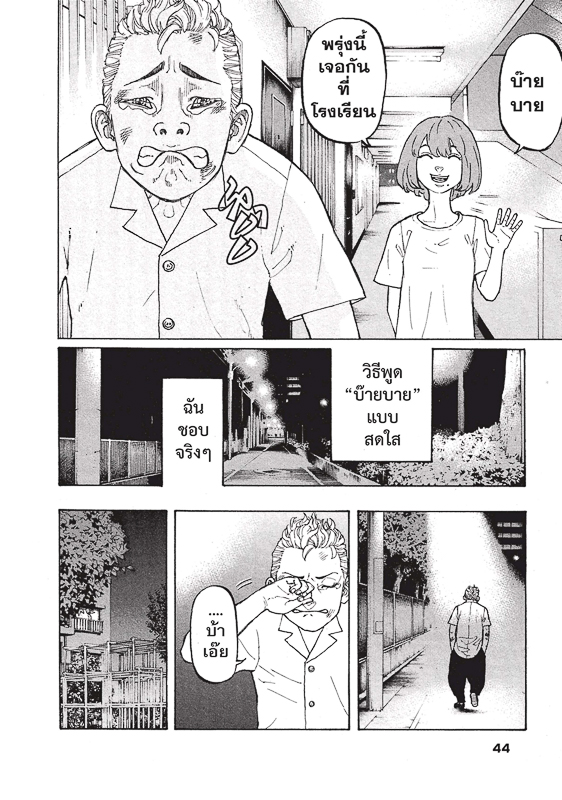 บ๊าย
บาย
พรุ่งนี้
เจอกัน
ที่
โรงเรียน
วิธีพูด
“บ๊ายบาย”
แบบ
สดใส
ฉัน
ชอบ
จริงๆ
....
บ้า
เอ๊ย
44